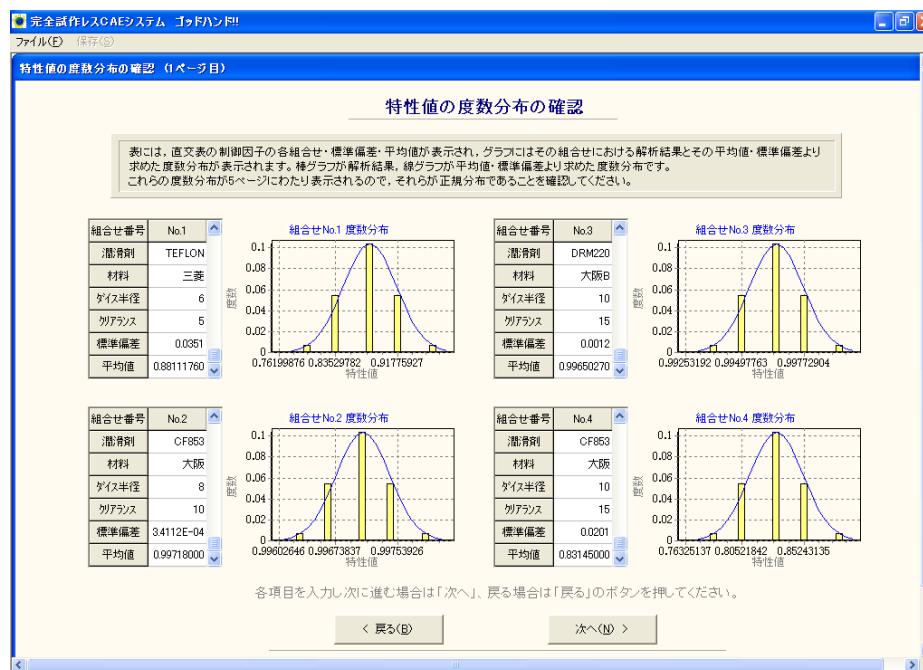 完全試作レスCAEシステム ゴッドハンド!!
ファイル(F) 保存(S)
特性値の度数分布の確認 (1ページ目)
特性値の度数分布の確認
表には，直交表の制御因子の各組合せ・標準偏差・平均値が表示され，グラフにはその組合せにおける解析結果とその平均値・標準偏差より
求めた度数分布が表示されます。棒グラフが解析結果，線グラフが平均値・標準偏差より求めた度数分布です。
これらの度数分布が5ページにわたり表示されるので，それらが正規分布であることを確認してください。
組合せ番号 No.1
潤滑剤 TEFLON
材料 三菱
ダイス半径 6
クリアランス 5
標準偏差 0.0351
平均値 0.88111760
組合せNo.1 度数分布
度数
0.1
0.08
0.06
0.04
0.02
0
0.76199876 0.83529782 0.917755927
特性値
組合せ番号 No.3
潤滑剤 DRM220
材料 大阪B
ダイス半径 10
クリアランス 15
標準偏差 0.0012
平均値 0.99650270
組合せNo.3 度数分布
度数
0.1
0.08
0.06
0.04
0.02
0
0.99253192 0.99497763 0.99772904
特性値
組合せ番号 No.2
潤滑剤 CF853
材料 大阪
ダイス半径 8
クリアランス 10
標準偏差 3.4112E-04
平均値 0.99718000
組合せNo.2 度数分布
度数
0.1
0.08
0.06
0.04
0.02
0
0.99602646 0.99673837 0.99753926
特性値
組合せ番号 No.4
潤滑剤 CF853
材料 大阪
ダイス半径 10
クリアランス 15
標準偏差 0.0201
平均値 0.83145000
組合せNo.4 度数分布
度数
0.1
0.08
0.06
0.04
0.02
0
0.76325137 0.80521842 0.85243135
特性値
各項目を入力し次に進む場合は「次へ」、戻る場合は「戻る」のボタンを押してください。
< 戻る(B)
次へ(N) >